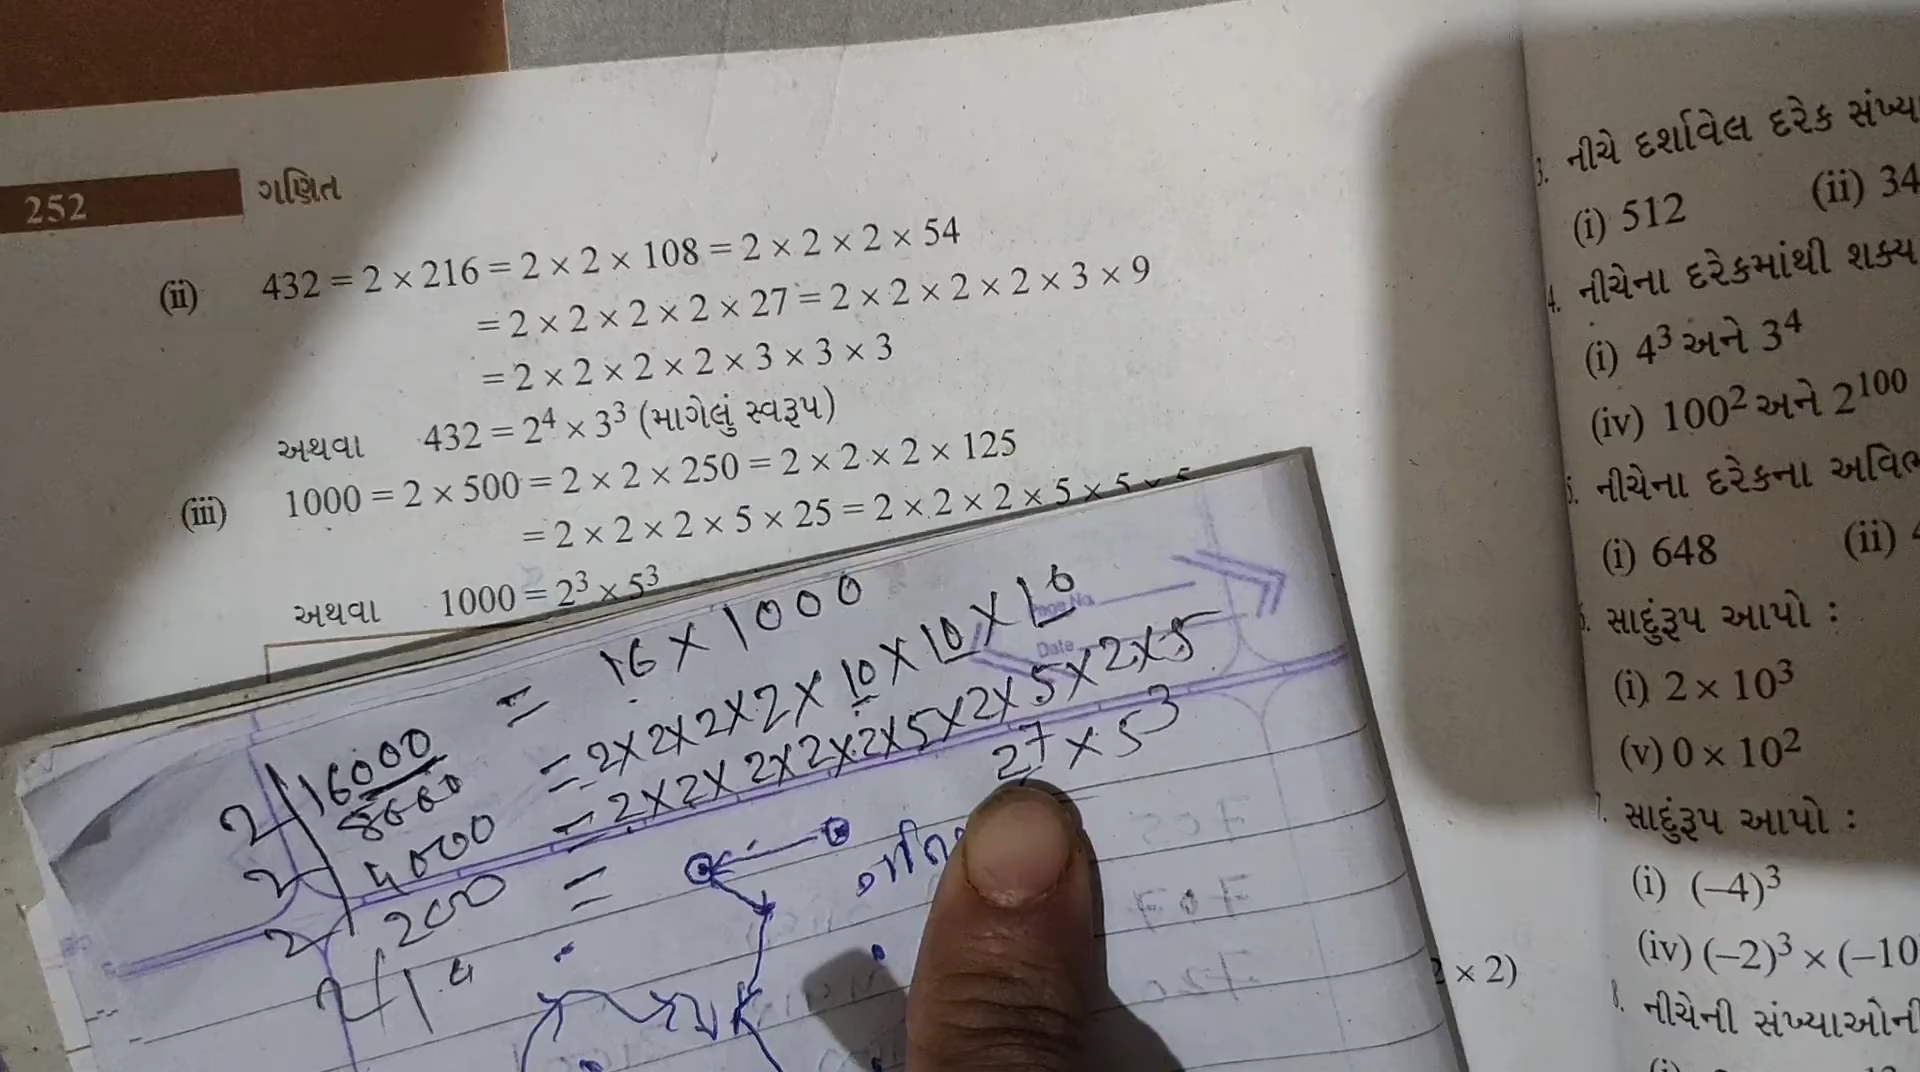 252 ગણિત
(ii) 432 = 2 × 216 = 2 × 2 × 108 = 2 × 2 × 2 × 54
= 2 × 2 × 2 × 2 × 27 = 2 × 2 × 2 × 2 × 3 × 9
= 2 × 2 × 2 × 2 × 3 × 3 × 3
અથવા 432 = 2⁴ × 3³ (માગેલું સ્વરૂપ)
(iii) 1000 = 2 × 500 = 2 × 2 × 250 = 2 × 2 × 2 × 125
= 2 × 2 × 2 × 5 × 25 = 2 × 2 × 2 × 5 × 5 × 5
અથવા 1000 = 2³ × 5³
Page No.
Date
= 16 × 1000
2 16000 = 2×2×2×2×10×10×10
2 8000 = 2×2×2×2×2×5×2×5×2×5
2 4000 = 2⁷ × 5³
200
× 2)
3. નીચે દર્શાવેલ દરેક
(i) 512 (ii) 34
4. નીચેના દરેકમાંથી શક્ય
(i) 4³ અને 3⁴
(iv) 100² અને 2¹⁰⁰
5. નીચેના દરેકના
(i) 648 (ii)
6. સાદુંરૂપ આપો :
(i) 2 × 10³
(v) 0 × 10²
7. સાદુંરૂપ આપો :
(i) (–4)³
(iv) (–2)³ × (–10
8. નીચેની સંખ્યાઓની